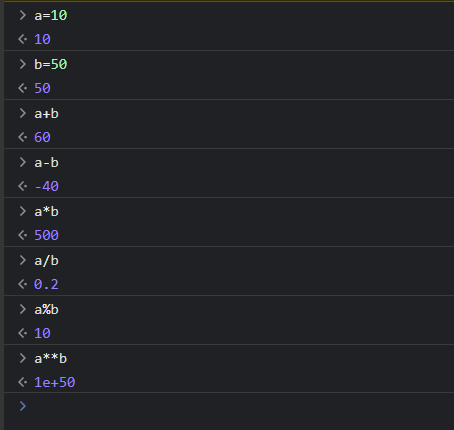 > a=10
<· 10
> b=50
<· 50
> a+b
<· 60
> a-b
<· -40
> a*b
<· 500
> a/b
<· 0.2
> a%b
<· 10
> a**b
<· 1e+50
>